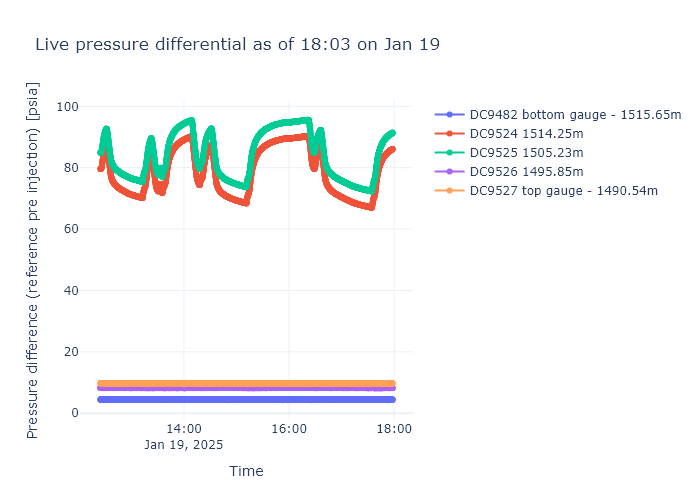 Live pressure differential as of 18:03 on Jan 19
Pressure difference (reference pre injection) [psia]
100
80
60
40
20
0
14:00
Jan 19, 2025
16:00
18:00
Time
DC9482 bottom gauge - 1515.65m
DC9524 1514.25m
DC9525 1505.23m
DC9526 1495.85m
DC9527 top gauge - 1490.54m